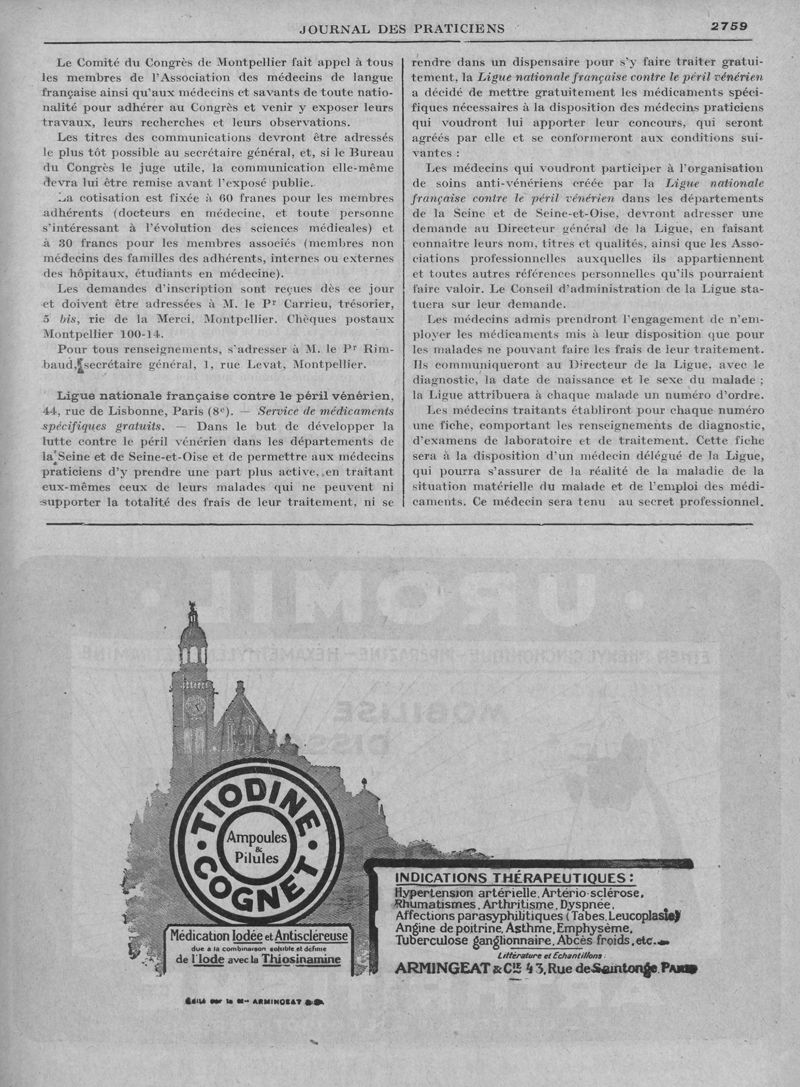 JOURNAL DES PRATICIENS 2759
Le Comité du Congrès de Montpellier fait appel à tous
les membres de l'Association des médecins de langue
française ainsi qu'aux médecins et savants de toute natio-
nalité pour adhérer au Congrès et venir y exposer leurs
travaux, leurs recherches et leurs observations.
Les titres des communications devront être adressés
le plus tôt possible au secrétaire général, et, si le Bureau
du Congrès le juge utile, la communication elle-même
devra lui être remise avant l'exposé public.
La cotisation est fixée à 60 francs pour les membres
adhérents (docteurs en médecine, et toute personne
s'intéressant à l'évolution des sciences médicales) et
à 30 francs pour les membres associés (membres non
médecins des familles des adhérents, internes ou externes
des hôpitaux, étudiants en médecine).
Les demandes d'inscription sont reçues dès ce jour
et doivent être adressées à M. le Pr Carrieu, trésorier,
5 bis, rie de la Merci, Montpellier. Chèques postaux
Montpellier 100-14.
Pour tous renseignements, s'adresser à M. le Pr Rim-
baud, secrétaire général, 1, rue Levat, Montpellier.
Ligue nationale française contre le péril vénérien,
44, rue de Lisbonne, Paris (8e). — Service de médicaments
spécifiques gratuits. — Dans le but de développer la
lutte contre le péril vénérien dans les départements de
la Seine et de Seine-et-Oise et de permettre aux médecins
praticiens d'y prendre une part plus active, en traitant
eux-mêmes ceux de leurs malades qui ne peuvent ni
supporter la totalité des frais de leur traitement, ni se
rendre dans un dispensaire pour s'y faire traiter gratui-
tement, la Ligue nationale française contre le péril vénérien
a décidé de mettre gratuitement les médicaments spéci-
fiques nécessaires à la disposition des médecins praticiens
qui voudront lui apporter leur concours, qui seront
agréés par elle et se conformeront aux conditions sui-
vantes :
Les médecins qui voudront participer à l'organisation
de soins anti-vénériens créée par la Ligue nationale
française contre le péril vénérien dans les départements
de la Seine et de Seine-et-Oise, devront adresser une
demande au Directeur général de la Ligue, en faisant
connaître leurs nom, titres et qualités, ainsi que les Asso-
ciations professionnelles auxquelles ils appartiennent
et toutes autres références personnelles qu'ils pourraient
faire valoir. Le Conseil d'administration de la Ligue sta-
tuera sur leur demande.
Les médecins admis prendront l'engagement de n'em-
ployer les médicaments mis à leur disposition que pour
les malades ne pouvant faire les frais de leur traitement.
Ils communiqueront au Directeur de la Ligue, avec le
diagnostic, la date de naissance et le sexe du malade ;
la Ligue attribuera à chaque malade un numéro d'ordre.
Les médecins traitants établiront pour chaque numéro
une fiche, comportant les renseignements de diagnostic,
d'examens de laboratoire et de traitement. Cette fiche
sera à la disposition d'un médecin délégué de la Ligue,
qui pourra s'assurer de la réalité de la maladie de la
situation matérielle du malade et de l'emploi des médi-
caments. Ce médecin sera tenu au secret professionnel.
TIODINE
Ampoules
&
Pilules
COGNET
Médication Iodée et Antiscléreuse
due à la combinaison soluble et définie
de l'Iode avec la Thiosinamine
INDICATIONS THÉRAPEUTIQUES :
Hypertension artérielle, Artério-sclérose,
Rhumatismes, Arthritisme, Dyspnée,
Affections parasyphilitiques (Tabes, Leucoplasie)
Angine de poitrine, Asthme, Emphysème,
Tuberculose ganglionnaire, Abcès froids, etc.
Littérature et Echantillons :
ARMINGEAT & Cie 43, Rue de Saintonge, PARIS
Edité par la Mon ARMINGEAT